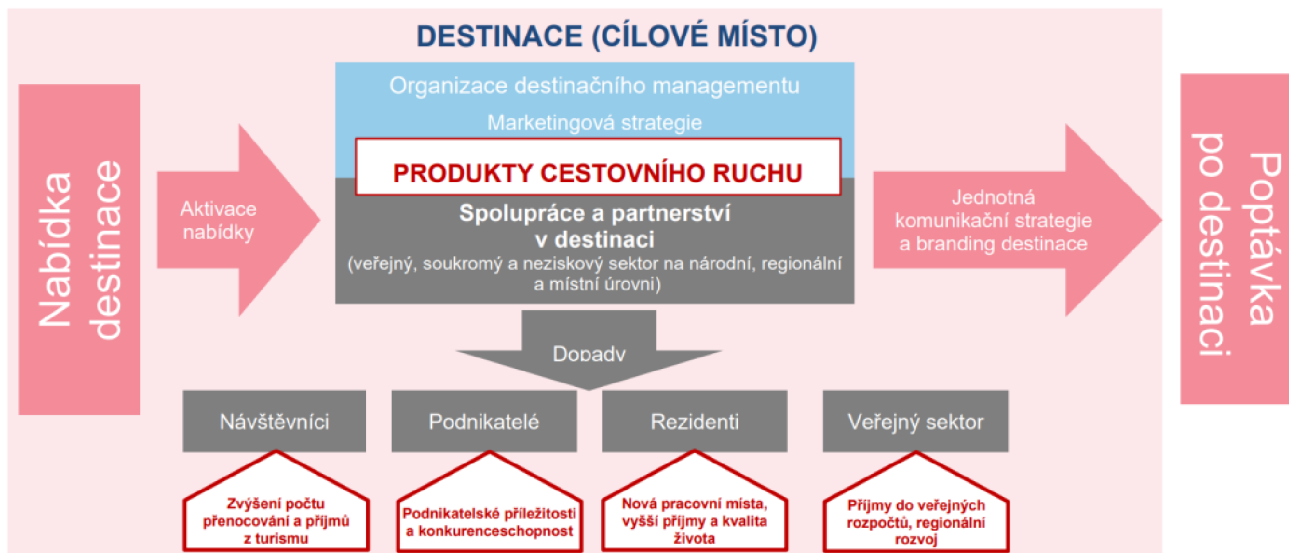 DESTINACE (CÍLOVÉ MÍSTO)
Nabídka
destinace
Aktivace
nabídky
Organizace destinačního managementu
Marketingová strategie
PRODUKTY CESTOVNÍHO RUCHU
Spolupráce a partnerství
v destinaci
(veřejný, soukromý a neziskový sektor na národní, regionální
a místní úrovni)
Jednotná
komunikační strategie
a branding destinace
Poptávka
po destinaci
Dopady
Návštěvníci
Podnikatelé
Rezidenti
Veřejný sektor
Zvýšení počtu
přenocování a příjmů
z turismu
Podnikatelské příležitosti
a konkurenceschopnost
Nová pracovní místa,
vyšší příjmy a kvalita
života
Příjmy do veřejných
rozpočtů, regionální
rozvoj